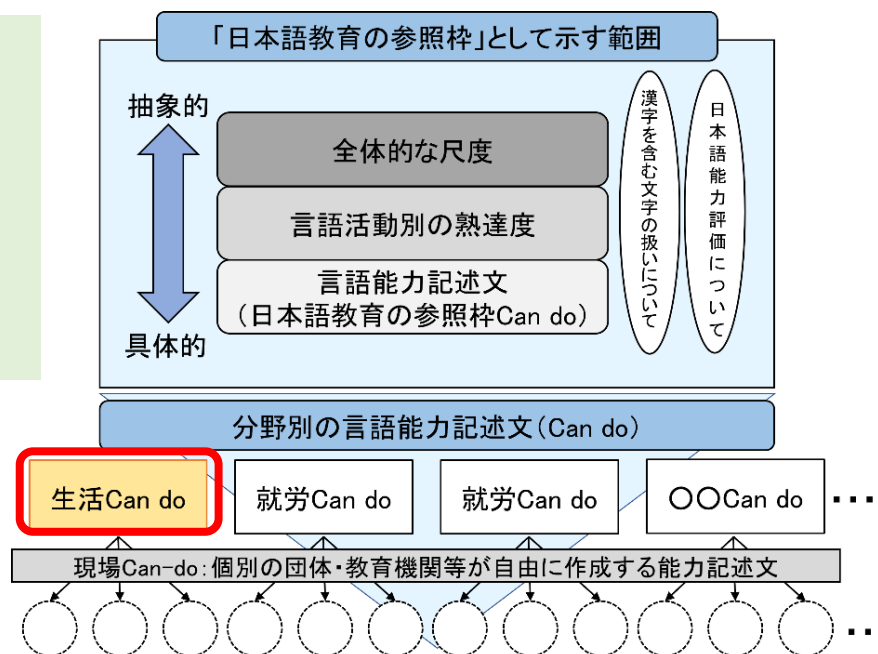 「日本語教育の参照枠」として示す範囲
抽象的
全体的な尺度
言語活動別の熟達度
言語能力記述文
(日本語教育の参照枠Can do)
具体的
漢字を含む文字の扱いについて
日本語能力評価について
分野別の言語能力記述文(Can do)
生活Can do
就労Can do
就労Can do
〇〇Can do
・・・
現場Can-do:個別の団体・教育機関等が自由に作成する能力記述文
・・